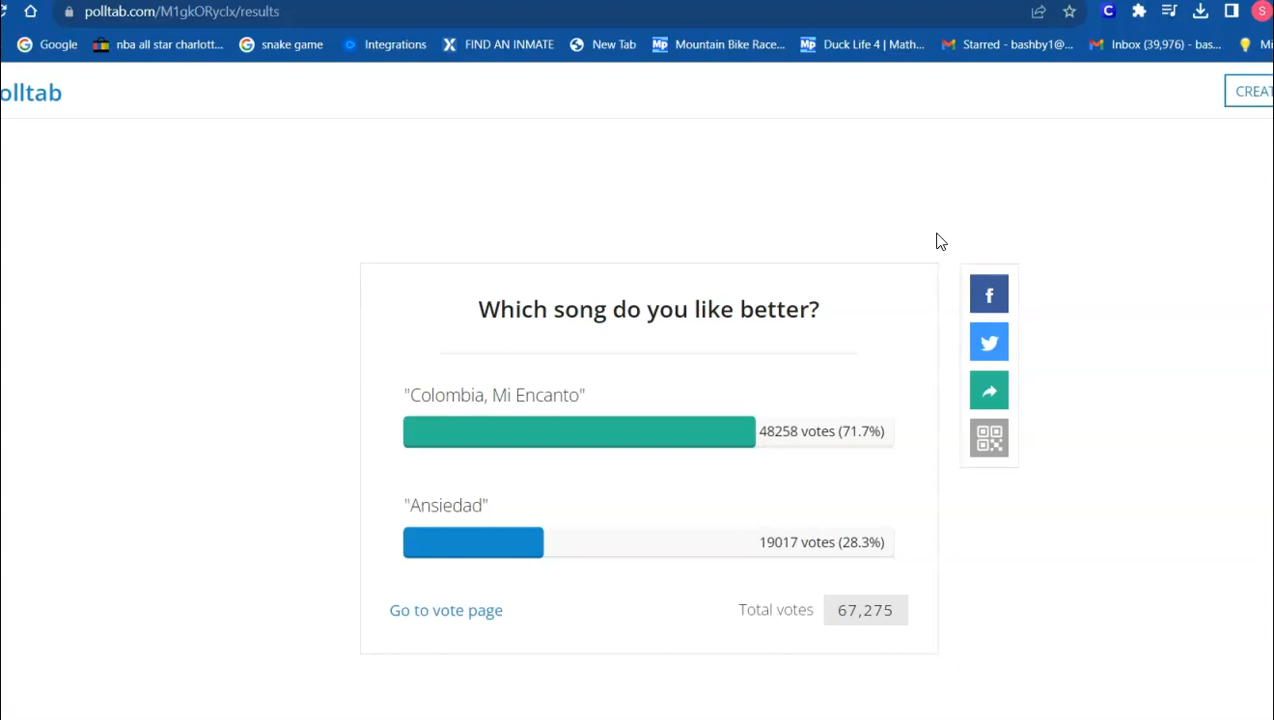 polltab.com/M1gkORycIx/results
Google
nba all star charlott...
snake game
Integrations
FIND AN INMATE
New Tab
Mountain Bike Race...
Duck Life 4 | Math...
Starred - bashby1@...
Inbox (39,976) - bas...
Mi
olltab
CREAT
Which song do you like better?
"Colombia, Mi Encanto"
48258 votes (71.7%)
"Ansiedad"
19017 votes (28.3%)
Go to vote page
Total votes 67,275